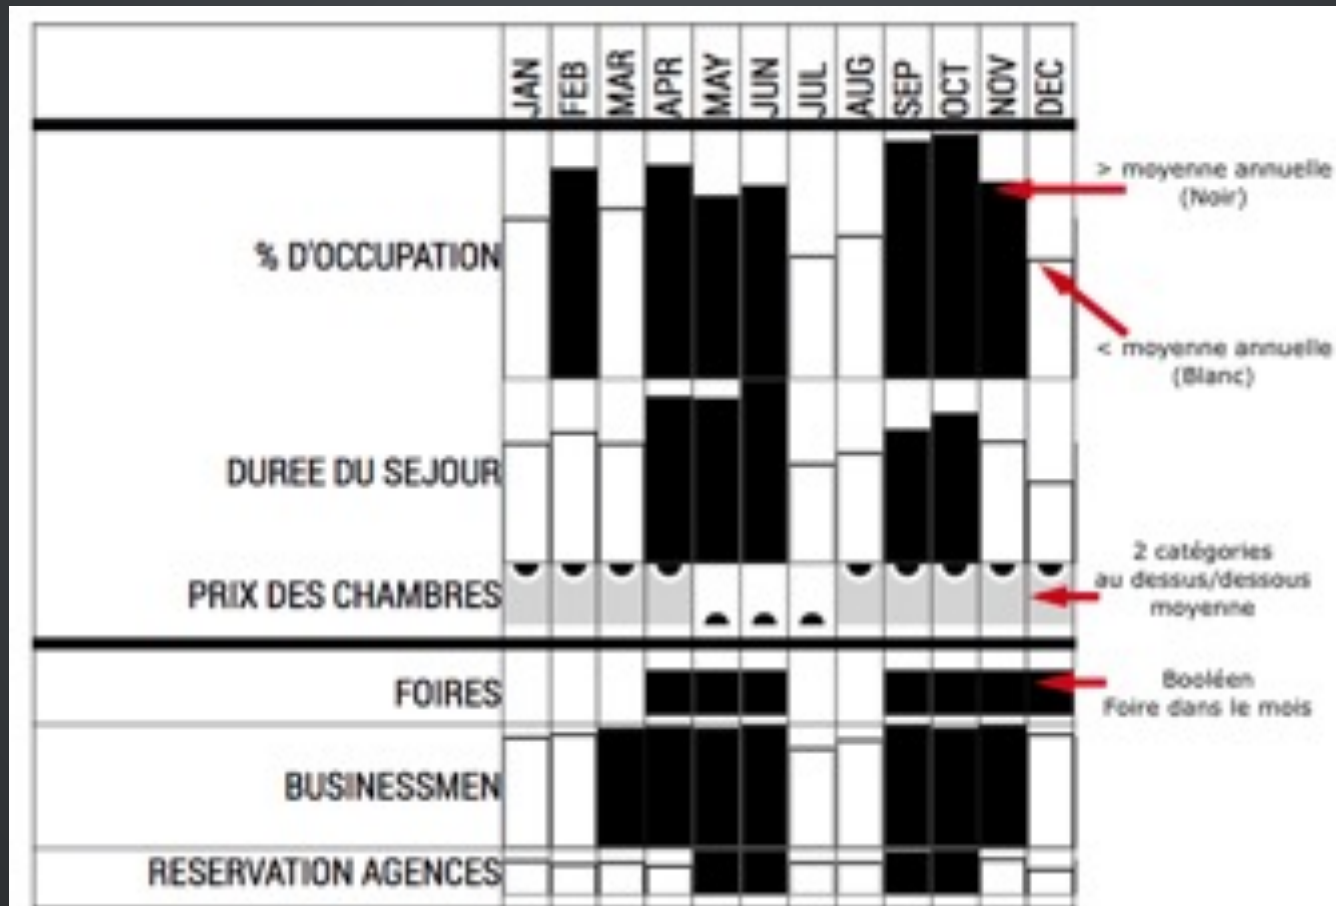 JAN FEB MAR APR MAY JUN JUL AUG SEP OCT NOV DEC
> moyenne annuelle
(Noir)
% D'OCCUPATION
< moyenne annuelle
(Blanc)
DUREE DU SEJOUR
2 catégories
au dessus/dessous
moyenne
PRIX DES CHAMBRES
FOIRES
Booléen
Foire dans le mois
BUSINESSMEN
RESERVATION AGENCES